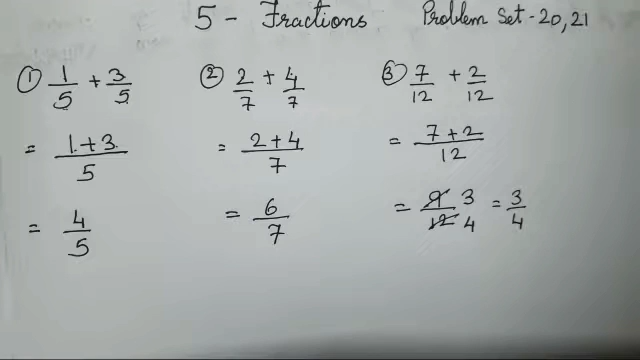 5 - Fractions Problem Set - 20, 21
① 1/5 + 3/5
= 1+3/5
= 4/5
② 2/7 + 4/7
= 2+4/7
= 6/7
③ 7/12 + 2/12
= 7+2/12
= 9/12 3/4 = 3/4